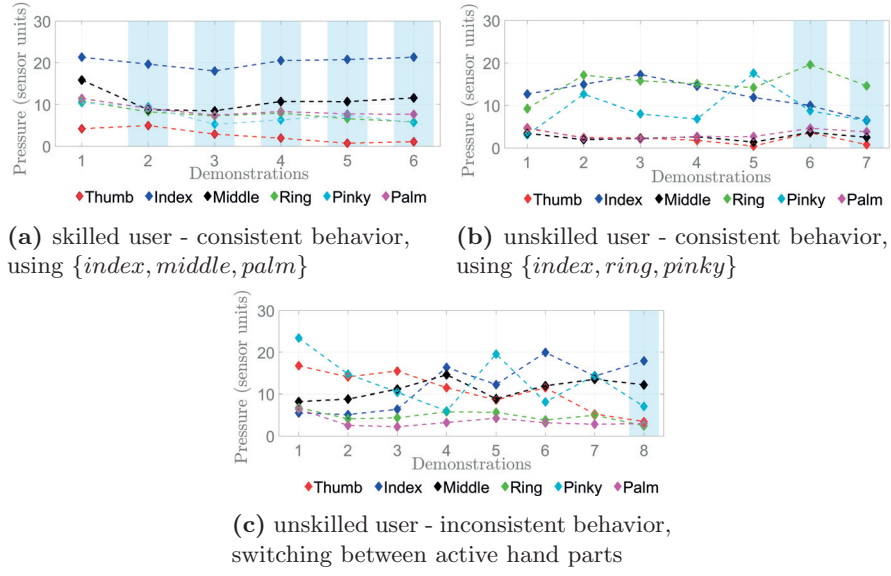 Pressure (sensor units)
30
20
10
0
1 2 3 4 5 6
Demonstrations
Thumb Index Middle Ring Pinky Palm
(a) skilled user - consistent behavior,
using {index, middle, palm}
Pressure (sensor units)
30
20
10
0
1 2 3 4 5 6 7
Demonstrations
Thumb Index Middle Ring Pinky Palm
(b) unskilled user - consistent behavior,
using {index, ring, pinky}
Pressure (sensor units)
30
20
10
0
1 2 3 4 5 6 7 8
Demonstrations
Thumb Index Middle Ring Pinky Palm
(c) unskilled user - inconsistent behavior,
switching between active hand parts